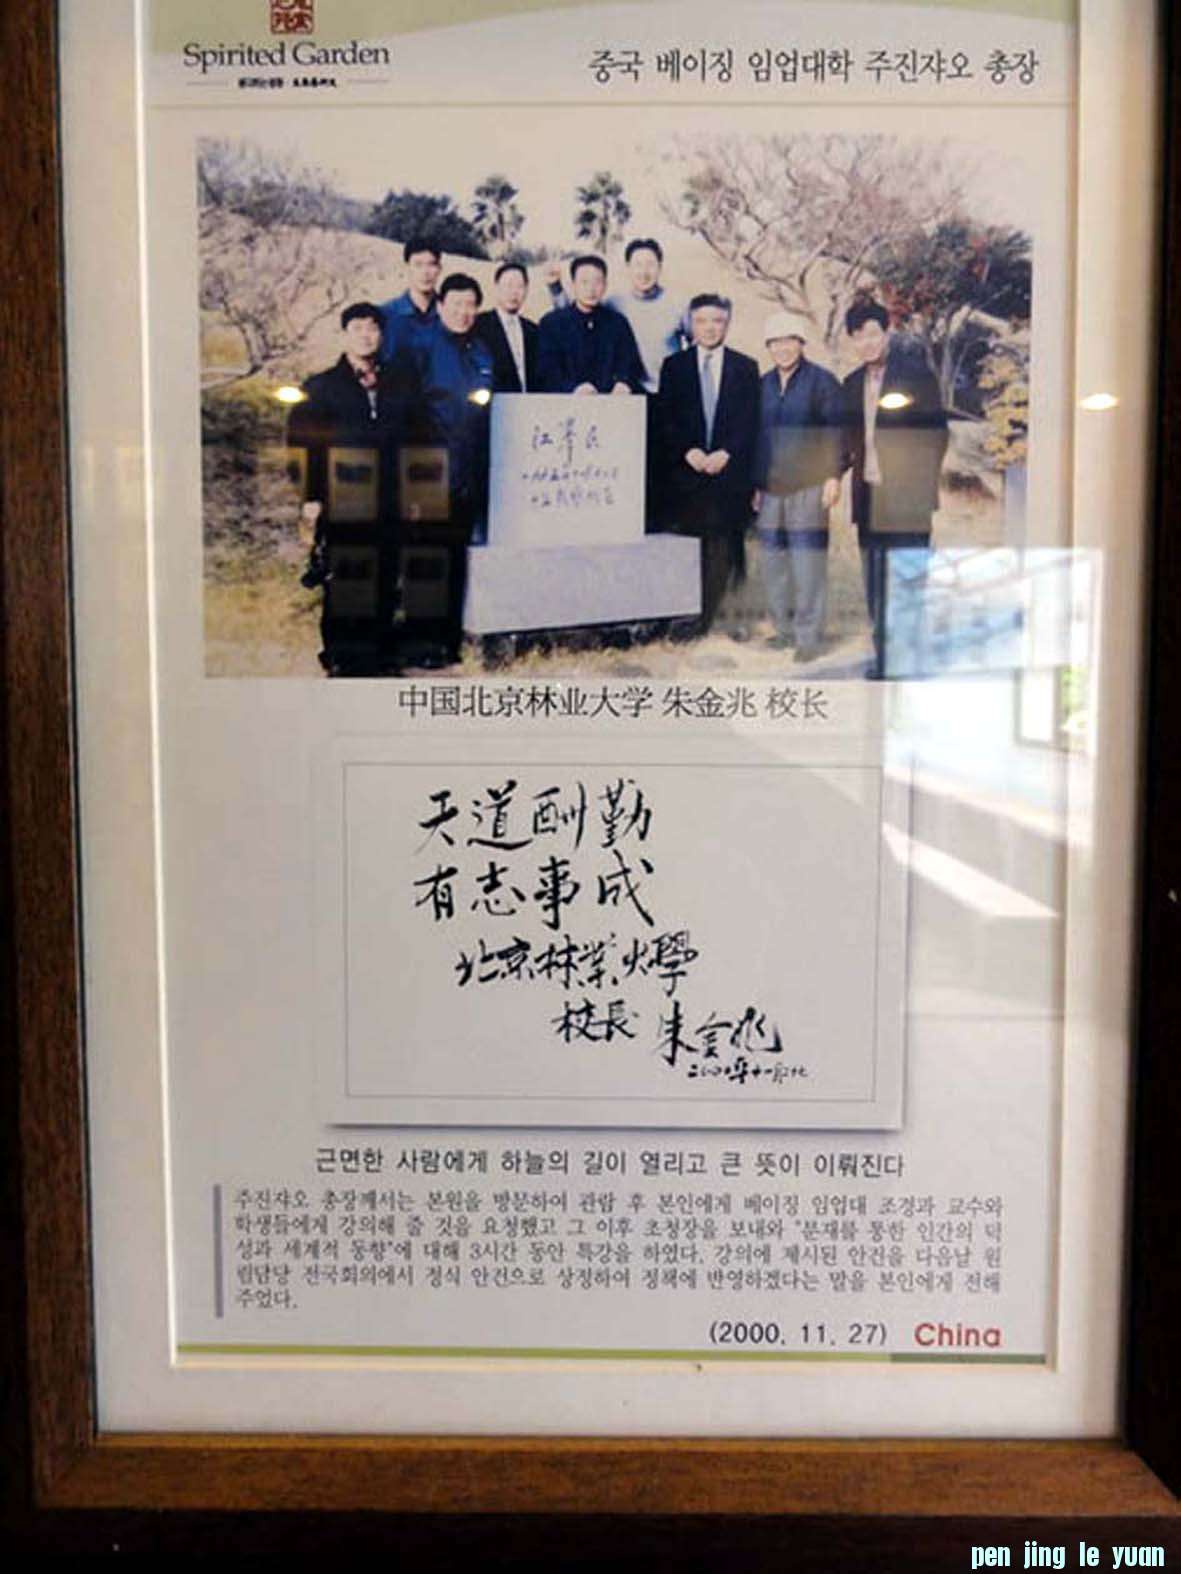 Spirited Garden
중국 베이징 임업대학 주진쟈오 총장
江澤民
中国北京林业大学 朱金兆 校长
天道酬勤
有志事成
北京林業大學
校長 朱金兆
근면한 사람에게 하늘의 길이 열리고 큰 뜻이 이뤄진다
주진쟈오 총장께서는 본원을 방문하여 관람 후 본인에게 베이징 임업대 조경과 교수와
학생들에게 강의해 줄 것을 요청했고 그 이후 초청장을 보내와 "분재를 통한 인간의 덕
성과 세계적 동향"에 대해 3시간 동안 특강을 하였다. 강의에 제시된 안건을 다음날 원
림담당 전국회의에서 정식 안건으로 상정하여 정책에 반영하겠다는 말을 본인에게 전해
주었다.
(2000. 11. 27) China
pen jing le yuan